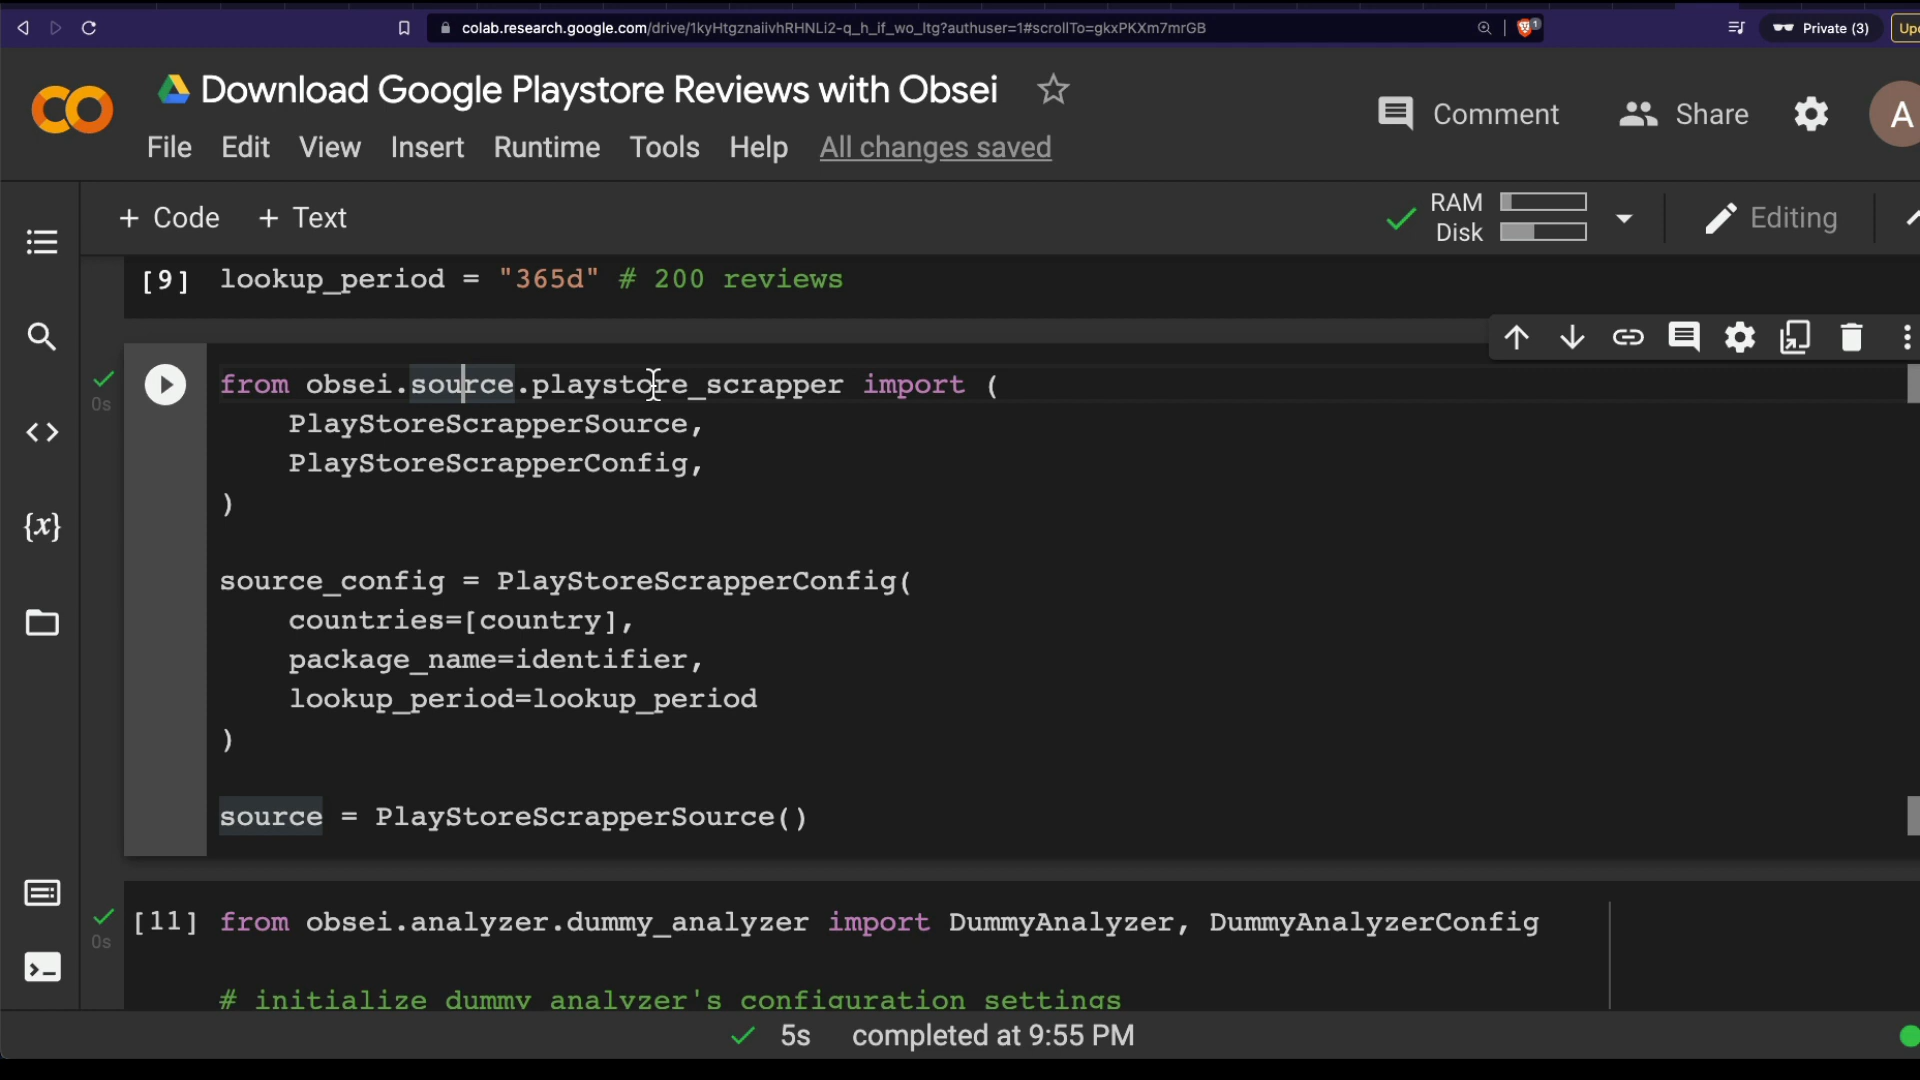 colab.research.google.com/drive/1kyHtgznaiivhRHNLi2-q_h_if_wo_ltg?authuser=1#scrollTo=gkxPKXm7mrGB
1
Private (3)
Download Google Playstore Reviews with Obsei
Comment
Share
A
File Edit View Insert Runtime Tools Help All changes saved
+ Code + Text
RAM
Disk
Editing
[9] lookup_period = "365d" # 200 reviews
0s
from obsei.source.playstore_scrapper import (
    PlayStoreScrapperSource,
    PlayStoreScrapperConfig,
)
source_config = PlayStoreScrapperConfig(
    countries=[country],
    package_name=identifier,
    lookup_period=lookup_period
)
source = PlayStoreScrapperSource()
[11] from obsei.analyzer.dummy_analyzer import DummyAnalyzer, DummyAnalyzerConfig
0s
# initialize dummy analyzer's configuration settings
5s completed at 9:55 PM